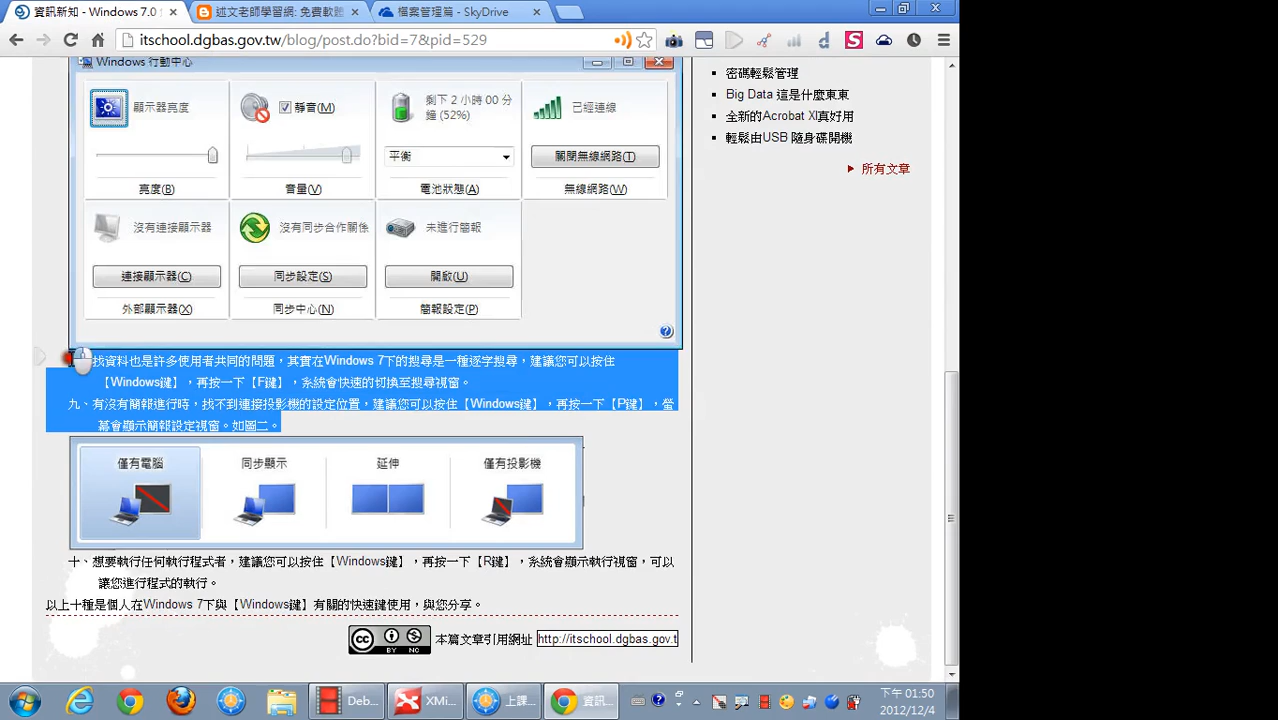 資訊新知 - Windows 7.0
述文老師學習網: 免費軟體
檔案管理篇 - SkyDrive
itschool.dgbas.gov.tw/blog/post.do?bid=7&pid=529
Windows 行動中心
顯示器亮度
靜音(M)
剩下 2 小時 00 分
鐘 (52%)
已經連線
平衡
關閉無線網路(T)
亮度(B)
音量(V)
電池狀態(A)
無線網路(W)
沒有連接顯示器
沒有同步合作關係
未進行簡報
連接顯示器(C)
同步設定(S)
開啟(U)
外部顯示器(X)
同步中心(N)
簡報設定(P)
找資料也是許多使用者共同的問題，其實在Windows 7下的搜尋是一種逐字搜尋，建議您可以按住
【Windows鍵】，再按一下【F鍵】，系統會快速的切換至搜尋視窗。
九、有沒有簡報進行時，找不到連接投影機的設定位置，建議您可以按住【Windows鍵】，再按一下【P鍵】，螢
幕會顯示簡報設定視窗。如圖二。
僅有電腦
同步顯示
延伸
僅有投影機
十、想要執行任何執行程式者，建議您可以按住【Windows鍵】，再按一下【R鍵】，系統會顯示執行視窗，可以
讓您進行程式的執行。
以上十種是個人在Windows 7下與【Windows鍵】有關的快速鍵使用，與您分享。
cc BY NC
本篇文章引用網址 http://itschool.dgbas.gov.t
密碼輕鬆管理
Big Data 這是什麼東東
全新的Acrobat XI真好用
輕鬆由USB 隨身碟開機
所有文章
Deb...
XMi...
上課...
資訊...
下午 01:50
2012/12/4